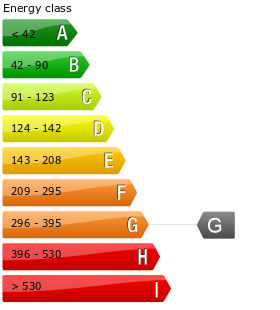 Energy class
< 42 A
42 - 90 B
91 - 123 C
124 - 142 D
143 - 208 E
209 - 295 F
296 - 395 G G
396 - 530 H
> 530 I